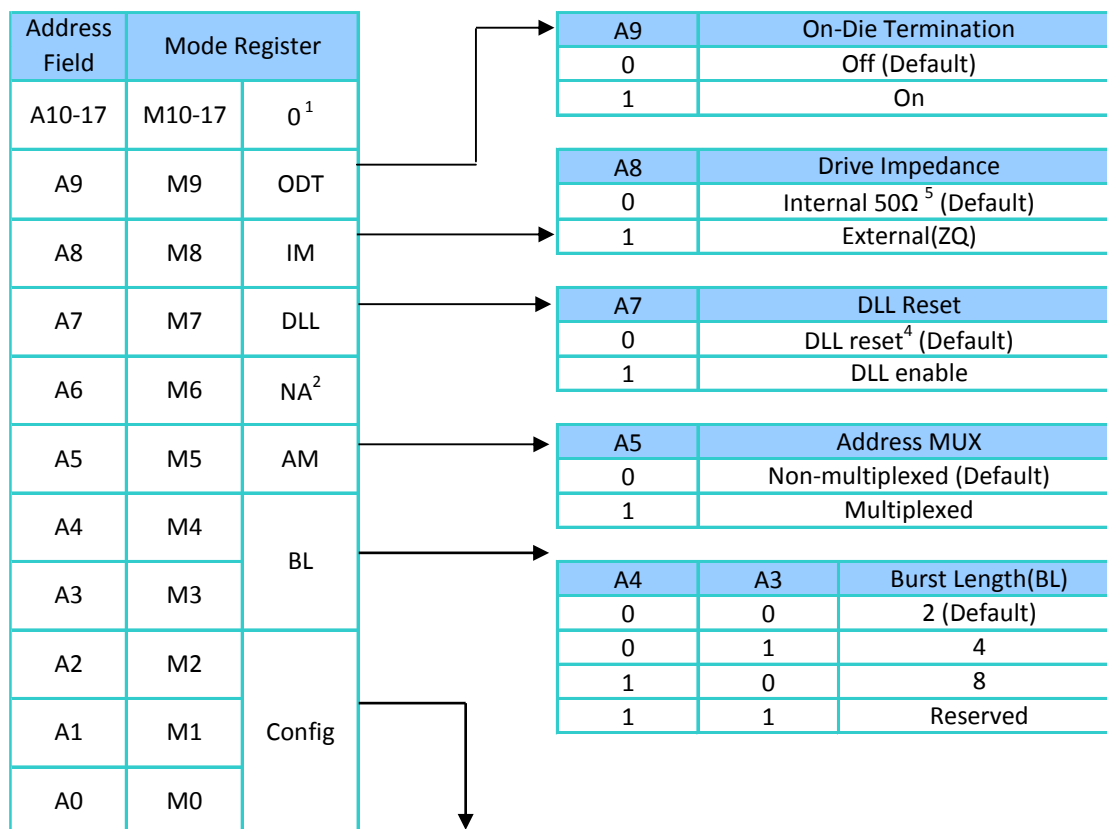 Address Field Mode Register
A10-17 M10-17 0 1
A9 M9 ODT
A8 M8 IM
A7 M7 DLL
A6 M6 NA2
A5 M5 AM
A4 M4 BL
A3 M3
A2 M2 Config
A1 M1
A0 M0
A9 On-Die Termination
0 Off (Default)
1 On
A8 Drive Impedance
0 Internal 50Ω 5 (Default)
1 External(ZQ)
A7 DLL Reset
0 DLL reset4 (Default)
1 DLL enable
A5 Address MUX
0 Non-multiplexed (Default)
1 Multiplexed
A4 A3 Burst Length(BL)
0 0 2 (Default)
0 1 4
1 0 8
1 1 Reserved